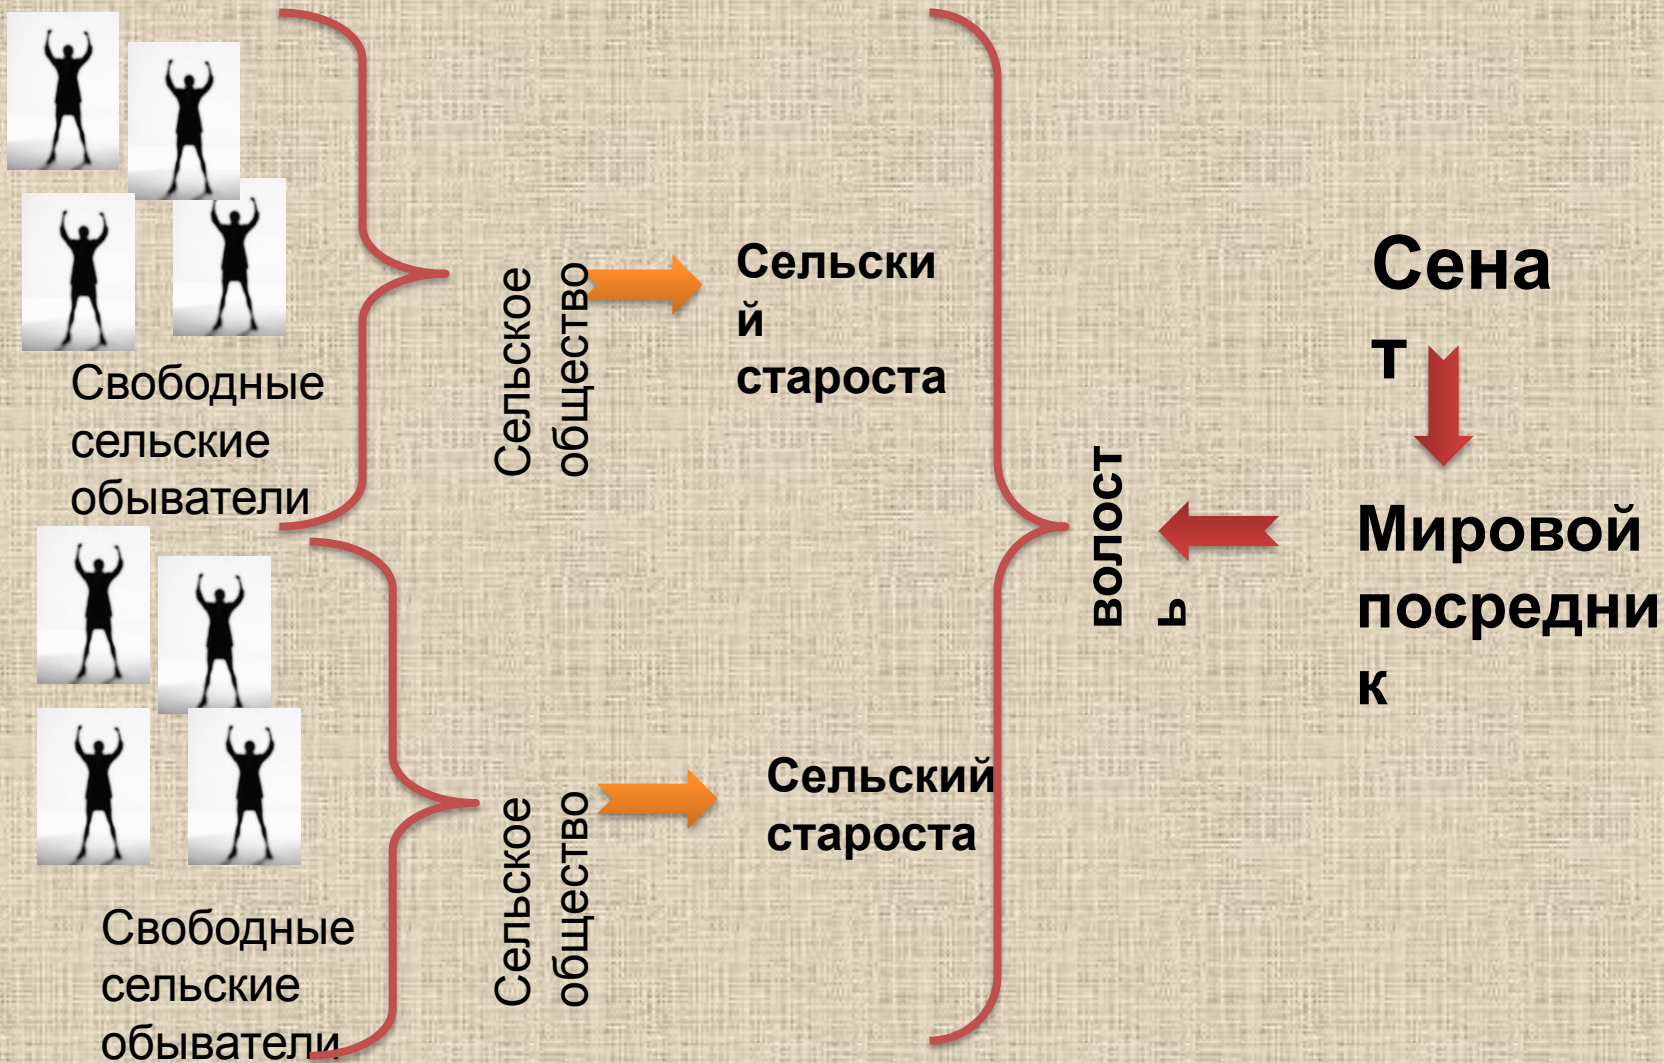 Свободные
сельские
обыватели
Сельское
общество
Сельски
й
староста
Свободные
сельские
обыватели
Сельское
общество
Сельский
староста
волост
ь
Сена
т
Мировой
посредни
к